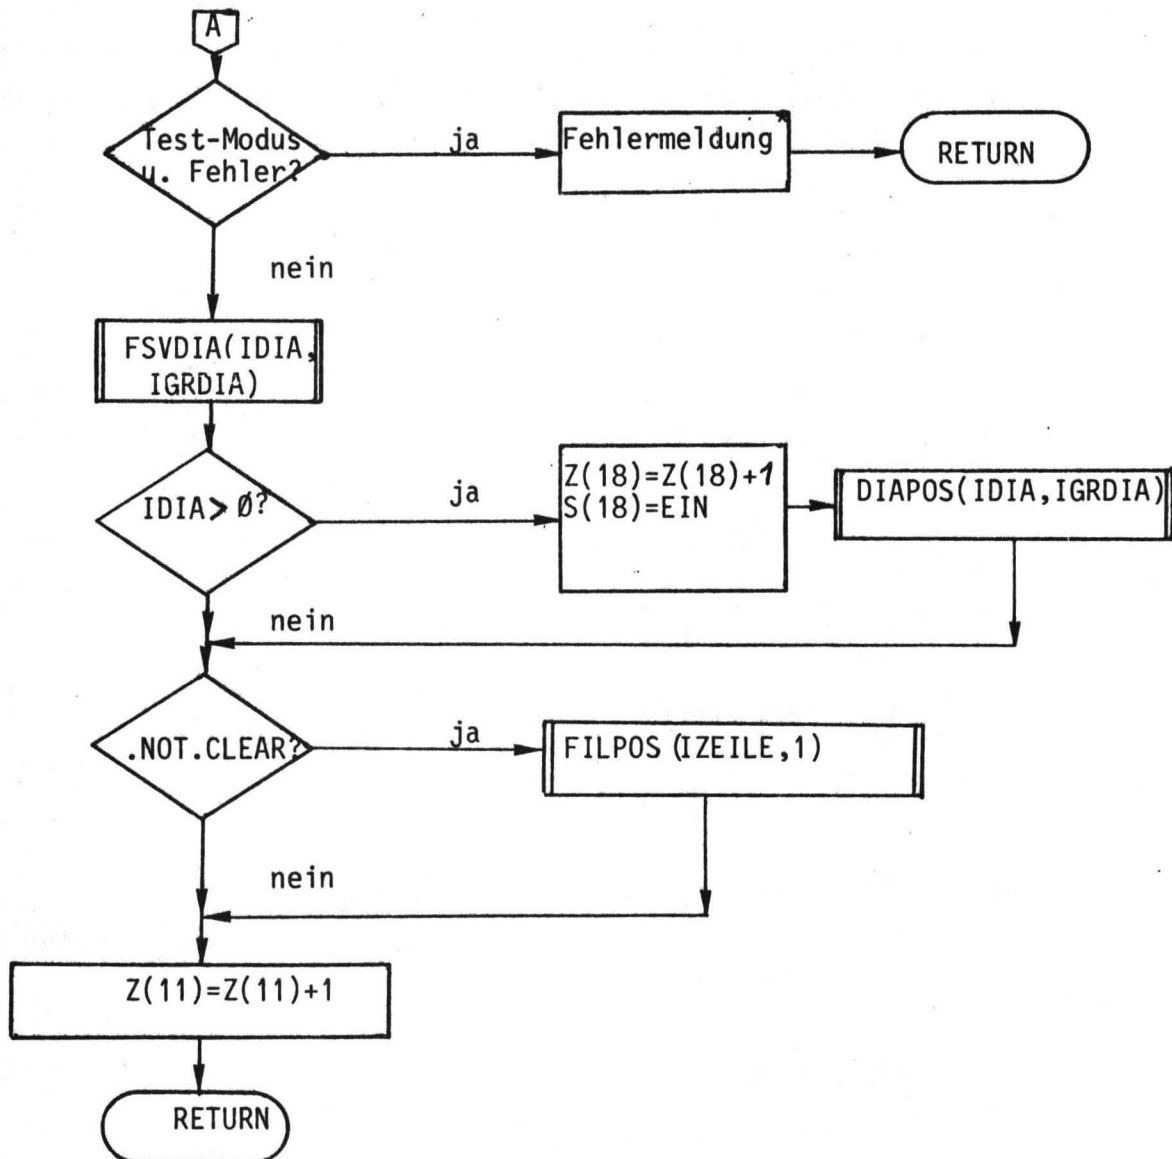 A
Test-Modus
u. Fehler?
ja
Fehlermeldung*
RETURN
nein
FSVDIA(IDIA,
IGRDIA)
IDIA> Ø?
ja
Z(18)=Z(18)+1
S(18)=EIN
DIAPOS(IDIA,IGRDIA)
nein
.NOT.CLEAR?
ja
FILPOS(IZEILE,1)
nein
Z(11)=Z(11)+1
RETURN